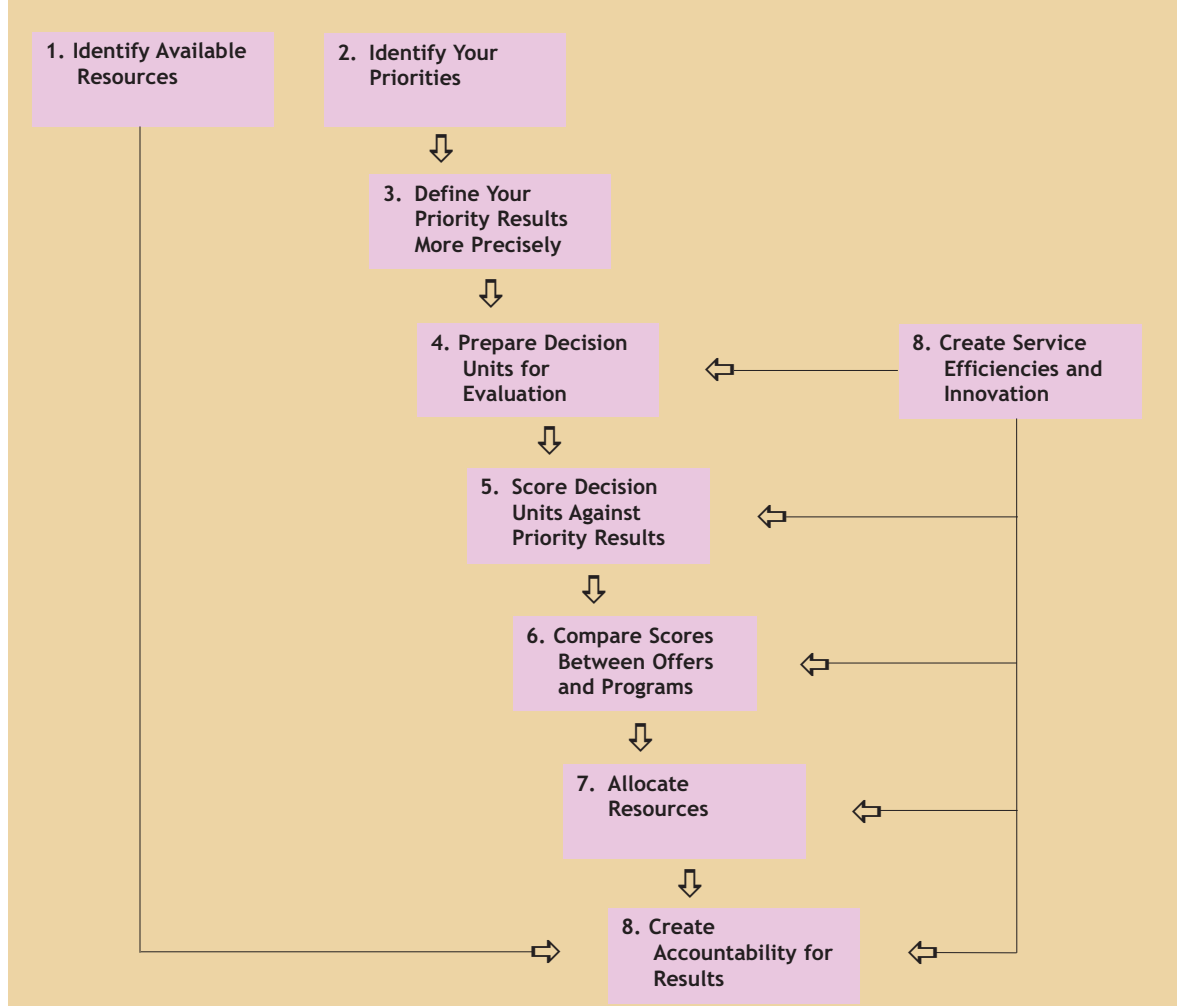 1. Identify Available
Resources
2. Identify Your
Priorities
3. Define Your
Priority Results
More Precisely
4. Prepare Decision
Units for
Evaluation
8. Create Service
Efficiencies and
Innovation
5. Score Decision
Units Against
Priority Results
6. Compare Scores
Between Offers
and Programs
7. Allocate
Resources
8. Create
Accountability for
Results